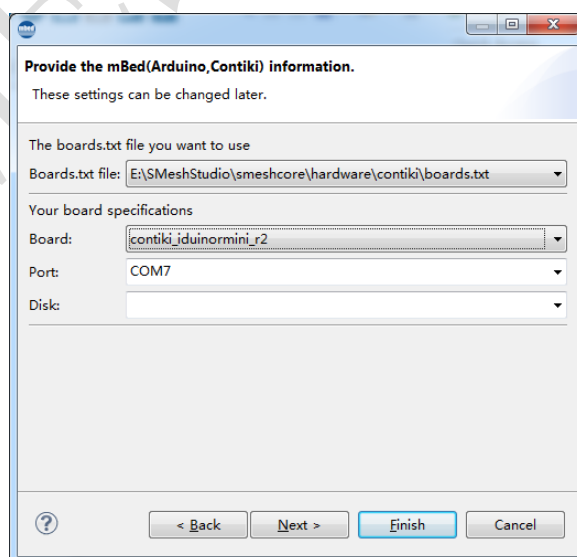 mBed
Provide the mBed(Arduino,Contiki) information.
These settings can be changed later.
The boards.txt file you want to use
Boards.txt file: E:\SMeshStudio\smeshcore\hardware\contiki\boards.txt
Your board specifications
Board: contiki_iduinormini_r2
Port: COM7
Disk:
? < Back Next > Finish Cancel